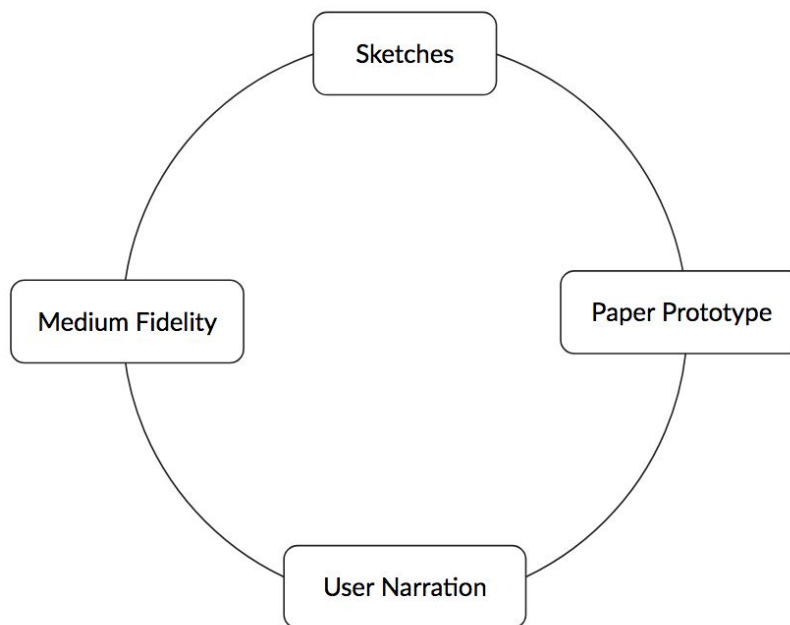 Sketches
Medium Fidelity
Paper Prototype
User Narration